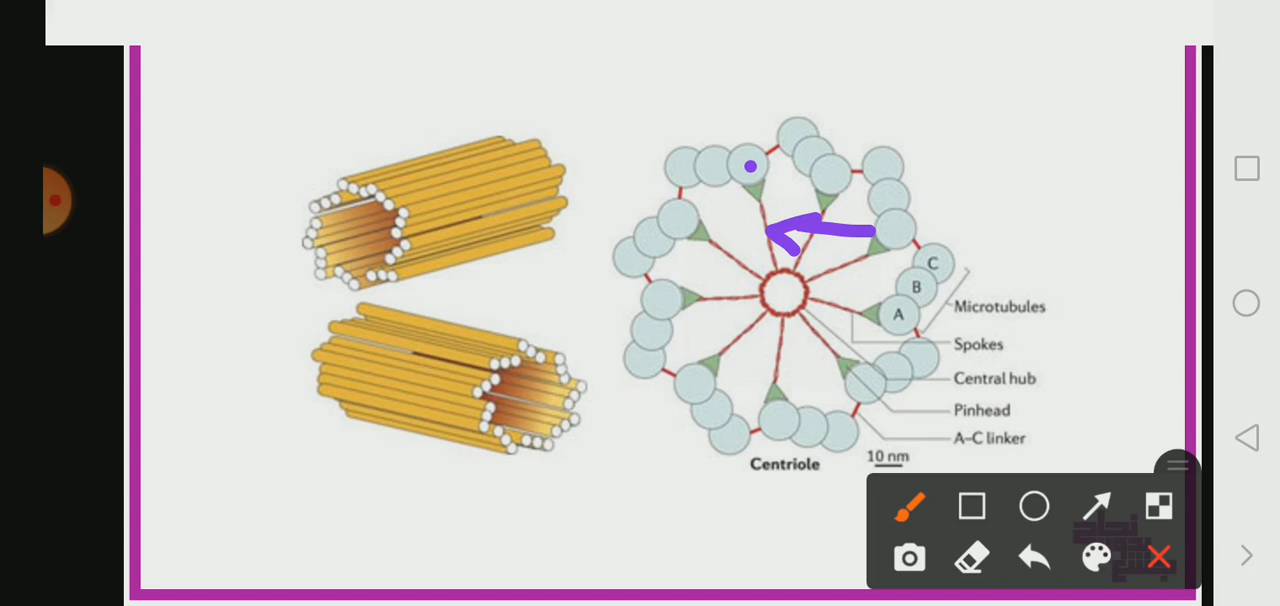 C
B
A
Microtubules
Spokes
Central hub
Pinhead
A–C linker
Centriole
10 nm